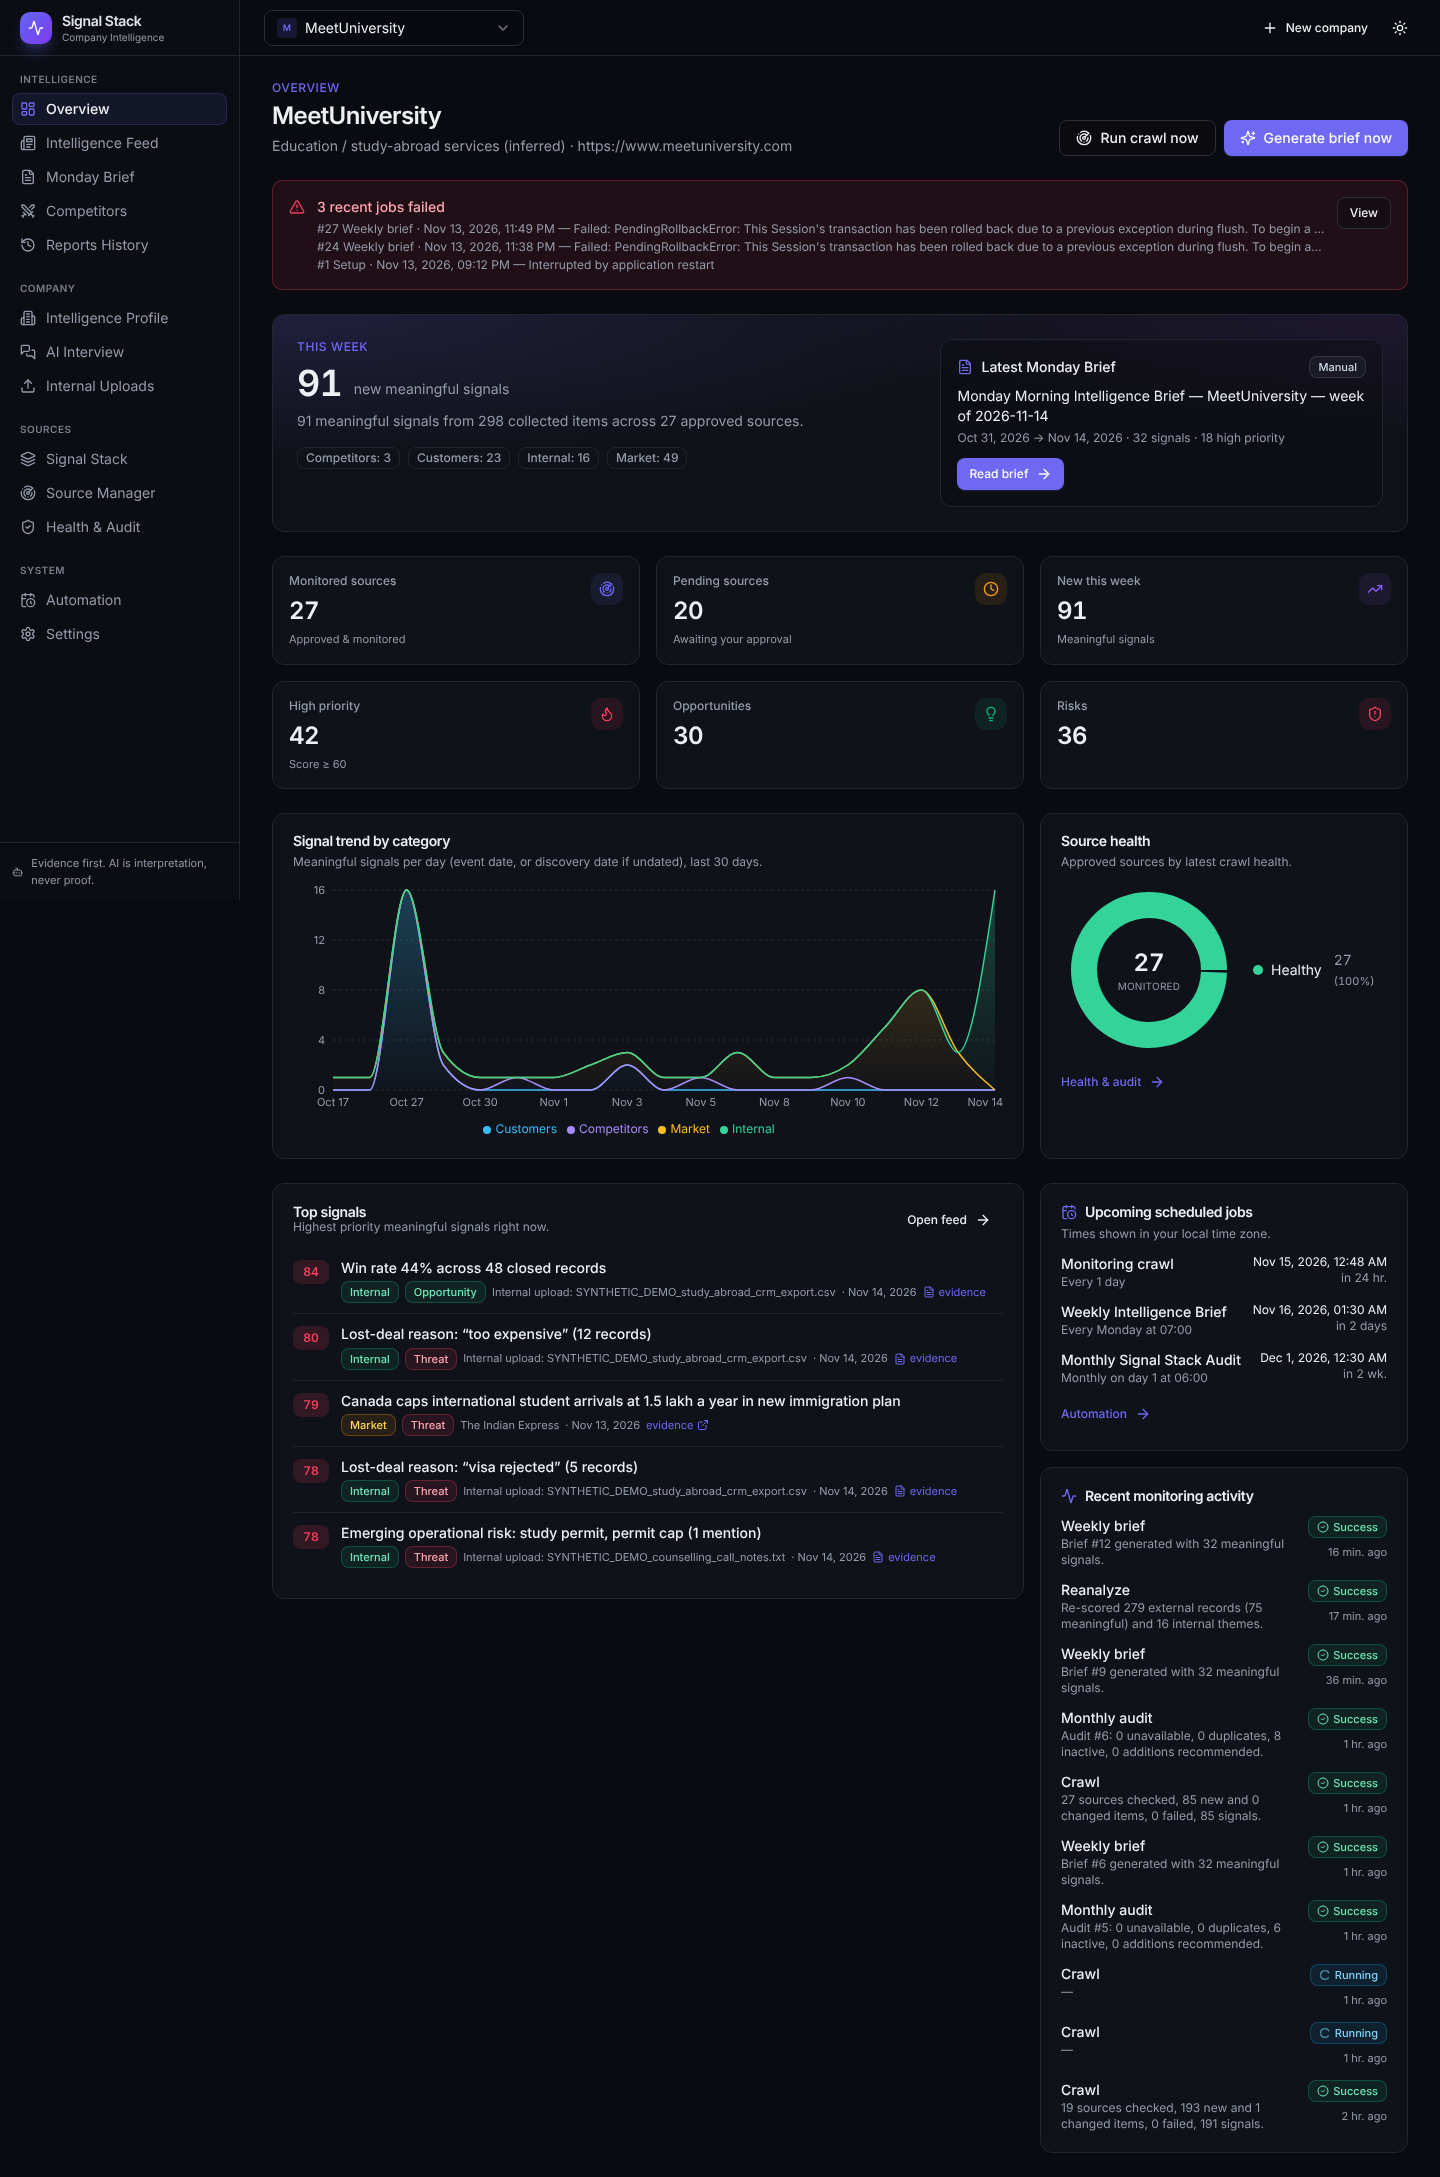 Signal Stack
Company Intelligence
INTELLIGENCE
Overview
Intelligence Feed
Monday Brief
Competitors
Reports History
COMPANY
Intelligence Profile
AI Interview
Internal Uploads
SOURCES
Signal Stack
Source Manager
Health & Audit
SYSTEM
Automation
Settings
Evidence first. AI is interpretation,
never proof.
M MeetUniversity
New company
OVERVIEW
MeetUniversity
Education / study-abroad services (inferred) · https://www.meetuniversity.com
Run crawl now
Generate brief now
3 recent jobs failed
View
#27 Weekly brief · Nov 13, 2026, 11:49 PM — Failed: PendingRollbackError: This Session's transaction has been rolled back due to a previous exception during flush. To begin a ...
#24 Weekly brief · Nov 13, 2026, 11:38 PM — Failed: PendingRollbackError: This Session's transaction has been rolled back due to a previous exception during flush. To begin a...
#1 Setup · Nov 13, 2026, 09:12 PM — Interrupted by application restart
THIS WEEK
91 new meaningful signals
91 meaningful signals from 298 collected items across 27 approved sources.
Competitors: 3
Customers: 23
Internal: 16
Market: 49
Latest Monday Brief
Manual
Monday Morning Intelligence Brief — MeetUniversity — week
of 2026-11-14
Oct 31, 2026 → Nov 14, 2026 · 32 signals · 18 high priority
Read brief
Monitored sources
27
Approved & monitored
Pending sources
20
Awaiting your approval
New this week
91
Meaningful signals
High priority
42
Score ≥ 60
Opportunities
30
Risks
36
Signal trend by category
Meaningful signals per day (event date, or discovery date if undated), last 30 days.
16
12
8
4
0
Oct 17
Oct 27
Oct 30
Nov 1
Nov 3
Nov 5
Nov 8
Nov 10
Nov 12
Nov 14
Customers
Competitors
Market
Internal
Source health
Approved sources by latest crawl health.
27
MONITORED
Healthy
27
(100%)
Health & audit
Top signals
Highest priority meaningful signals right now.
Open feed
84
Win rate 44% across 48 closed records
Internal Opportunity Internal upload: SYNTHETIC_DEMO_study_abroad_crm_export.csv · Nov 14, 2026 evidence
80
Lost-deal reason: “too expensive” (12 records)
Internal Threat Internal upload: SYNTHETIC_DEMO_study_abroad_crm_export.csv · Nov 14, 2026 evidence
79
Canada caps international student arrivals at 1.5 lakh a year in new immigration plan
Market Threat The Indian Express · Nov 13, 2026 evidence
78
Lost-deal reason: “visa rejected” (5 records)
Internal Threat Internal upload: SYNTHETIC_DEMO_study_abroad_crm_export.csv · Nov 14, 2026 evidence
78
Emerging operational risk: study permit, permit cap (1 mention)
Internal Threat Internal upload: SYNTHETIC_DEMO_counselling_call_notes.txt · Nov 14, 2026 evidence
Upcoming scheduled jobs
Times shown in your local time zone.
Monitoring crawl
Nov 15, 2026, 12:48 AM
Every 1 day
in 24 hr.
Weekly Intelligence Brief
Nov 16, 2026, 01:30 AM
Every Monday at 07:00
in 2 days
Monthly Signal Stack Audit
Dec 1, 2026, 12:30 AM
Monthly on day 1 at 06:00
in 2 wk.
Automation
Recent monitoring activity
Weekly brief
Success
Brief #12 generated with 32 meaningful
signals.
16 min. ago
Reanalyze
Success
Re-scored 279 external records (75
meaningful) and 16 internal themes.
17 min. ago
Weekly brief
Success
Brief #9 generated with 32 meaningful
signals.
36 min. ago
Monthly audit
Success
Audit #6: 0 unavailable, 0 duplicates, 8
inactive, 0 additions recommended.
1 hr. ago
Crawl
Success
27 sources checked, 85 new and 0
changed items, 0 failed, 85 signals.
1 hr. ago
Weekly brief
Success
Brief #6 generated with 32 meaningful
signals.
1 hr. ago
Monthly audit
Success
Audit #5: 0 unavailable, 0 duplicates, 6
inactive, 0 additions recommended.
1 hr. ago
Crawl
Running
—
1 hr. ago
Crawl
Running
—
1 hr. ago
Crawl
Success
19 sources checked, 193 new and 1
changed items, 0 failed, 191 signals.
2 hr. ago